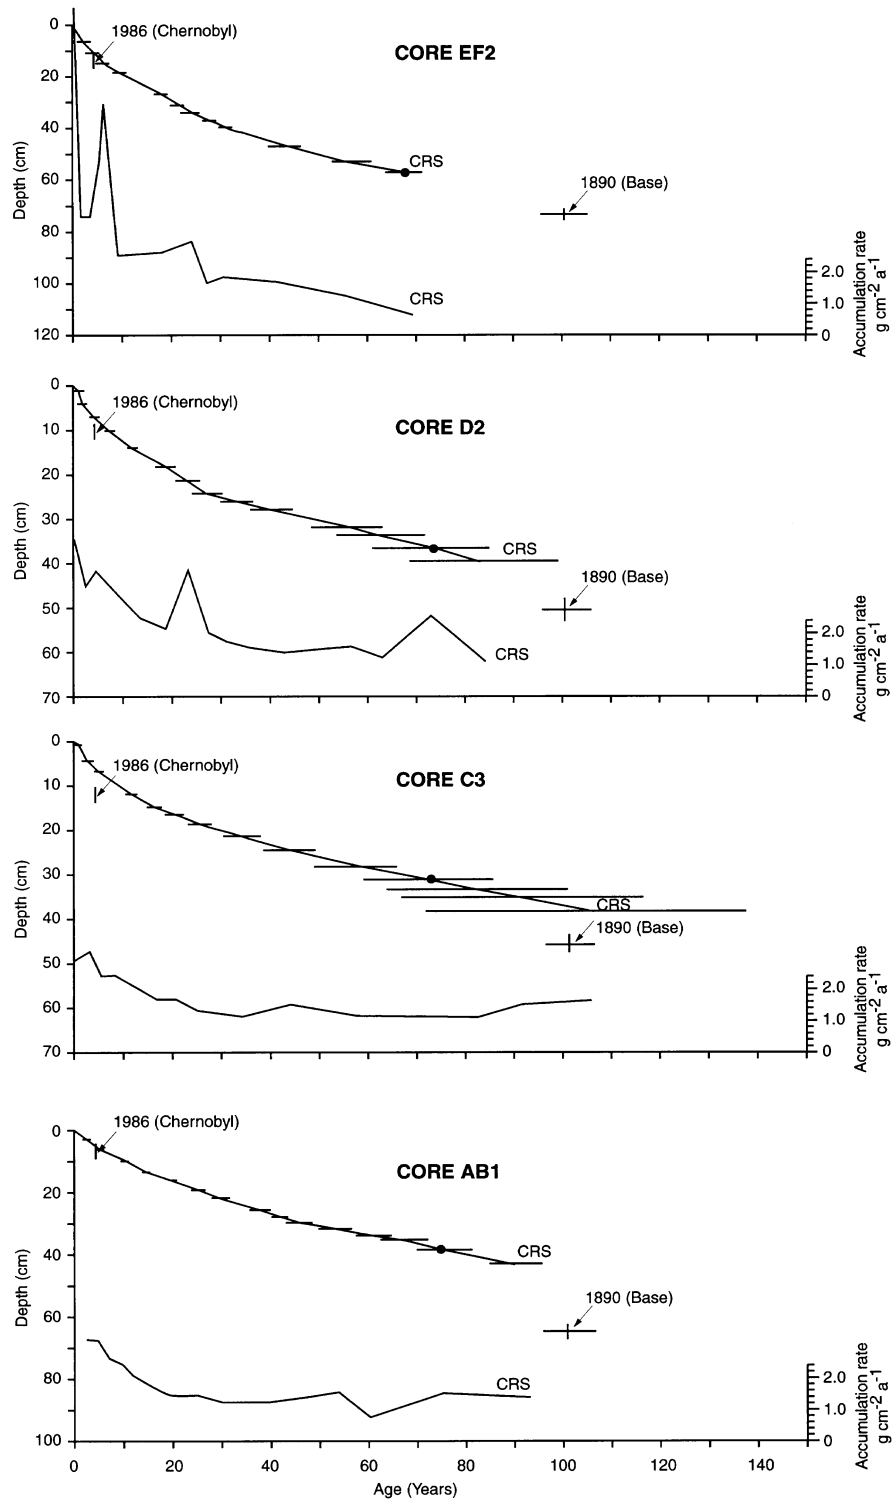 CORE EF2
1986 (Chernobyl)
CRS
1890 (Base)
CRS
Depth (cm)
0
20
40
60
80
100
120
2.0
1.0
0
Accumulation rate
g cm-2 a-1
CORE D2
1986 (Chernobyl)
CRS
1890 (Base)
CRS
Depth (cm)
0
10
20
30
40
50
60
70
2.0
1.0
0
Accumulation rate
g cm-2 a-1
CORE C3
1986 (Chernobyl)
CRS
1890 (Base)
Depth (cm)
0
10
20
30
40
50
60
70
2.0
1.0
0
Accumulation rate
g cm-2 a-1
CORE AB1
1986 (Chernobyl)
CRS
1890 (Base)
CRS
Depth (cm)
0
20
40
60
80
100
2.0
1.0
0
Accumulation rate
g cm-2 a-1
0 20 40 60 80 100 120 140
Age (Years)